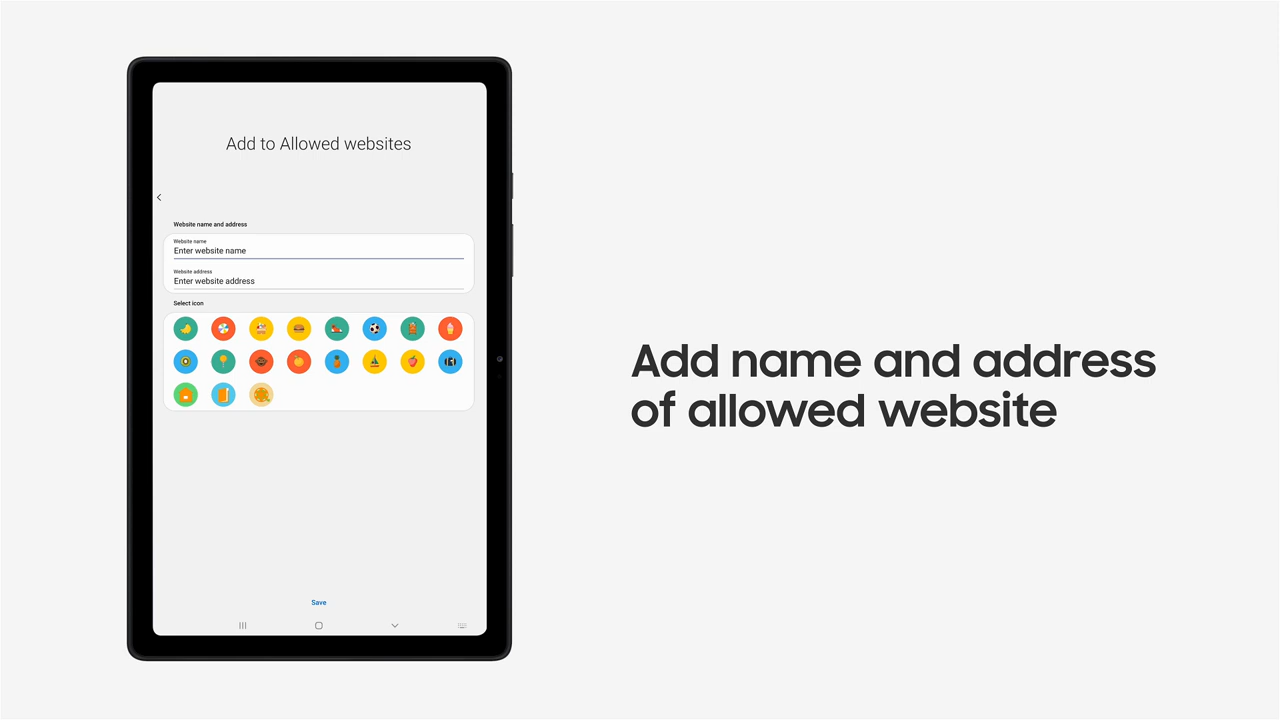 Add to Allowed websites
Website name and address
Website name
Enter website name
Website address
Enter website address
Select icon
Save
Add name and address
of allowed website